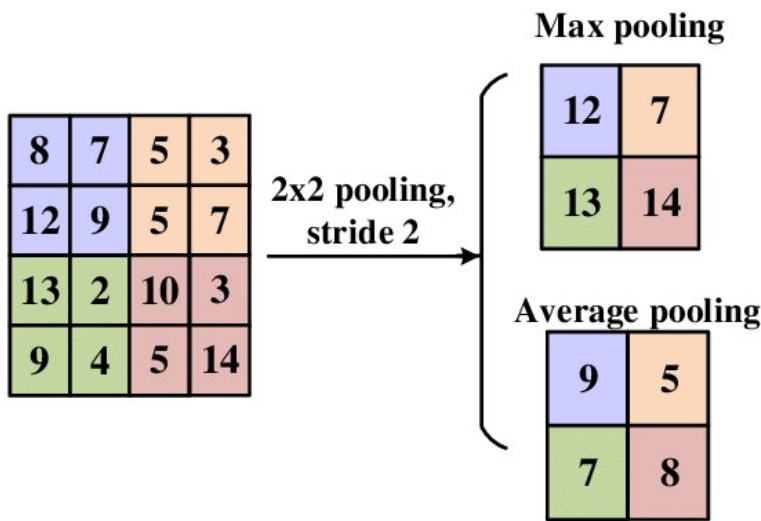 8 7 5 3
12 9 5 7
13 2 10 3
9 4 5 14
2x2 pooling,
stride 2
Max pooling
12 7
13 14
Average pooling
9 5
7 8